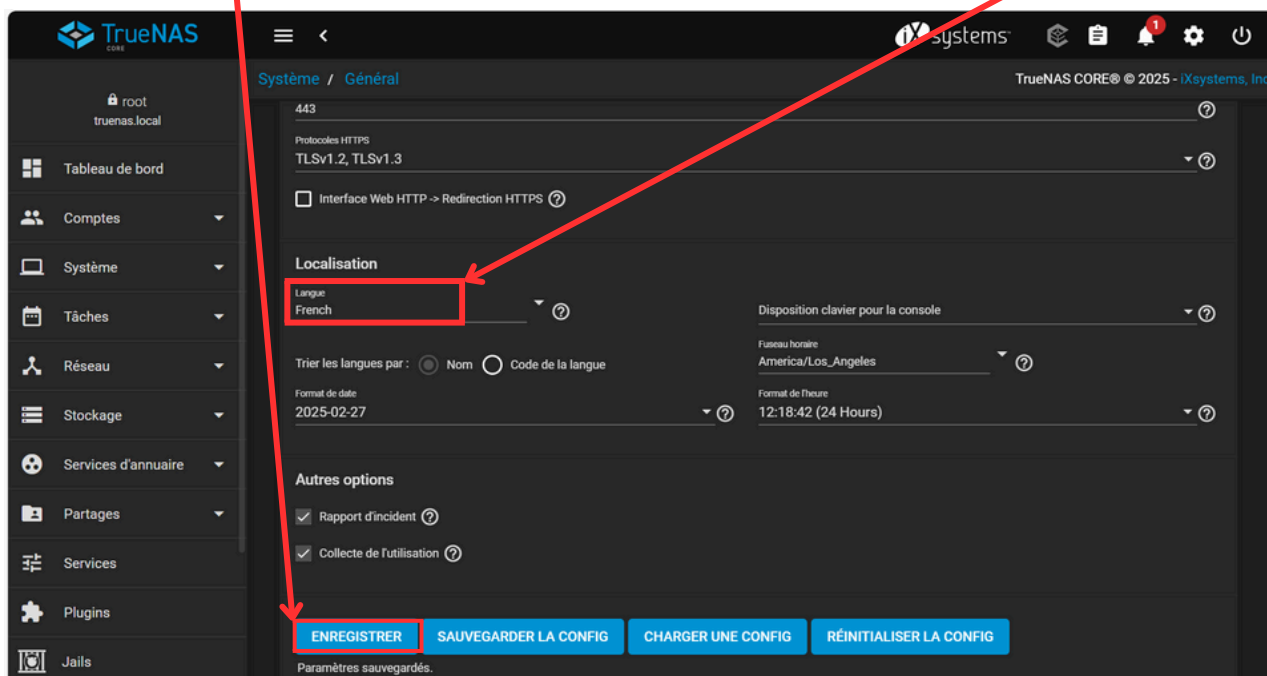 TrueNAS
CORE
iXsystems
1
root
truenas.local
Système / Général
TrueNAS CORE® © 2025 - iXsystems, Inc
Tableau de bord
Comptes
Système
Tâches
Réseau
Stockage
Services d'annuaire
Partages
Services
Plugins
Jails
443
Protocoles HTTPS
TLSv1.2, TLSv1.3
Interface Web HTTP -> Redirection HTTPS
Localisation
Langue
French
Disposition clavier pour la console
Trier les langues par : Nom Code de la langue
Fuseau horaire
America/Los_Angeles
Format de date
2025-02-27
Format de l'heure
12:18:42 (24 Hours)
Autres options
Rapport d'incident
Collecte de l'utilisation
ENREGISTRER SAUVEGARDER LA CONFIG CHARGER UNE CONFIG RÉINITIALISER LA CONFIG
Paramètres sauvegardés.